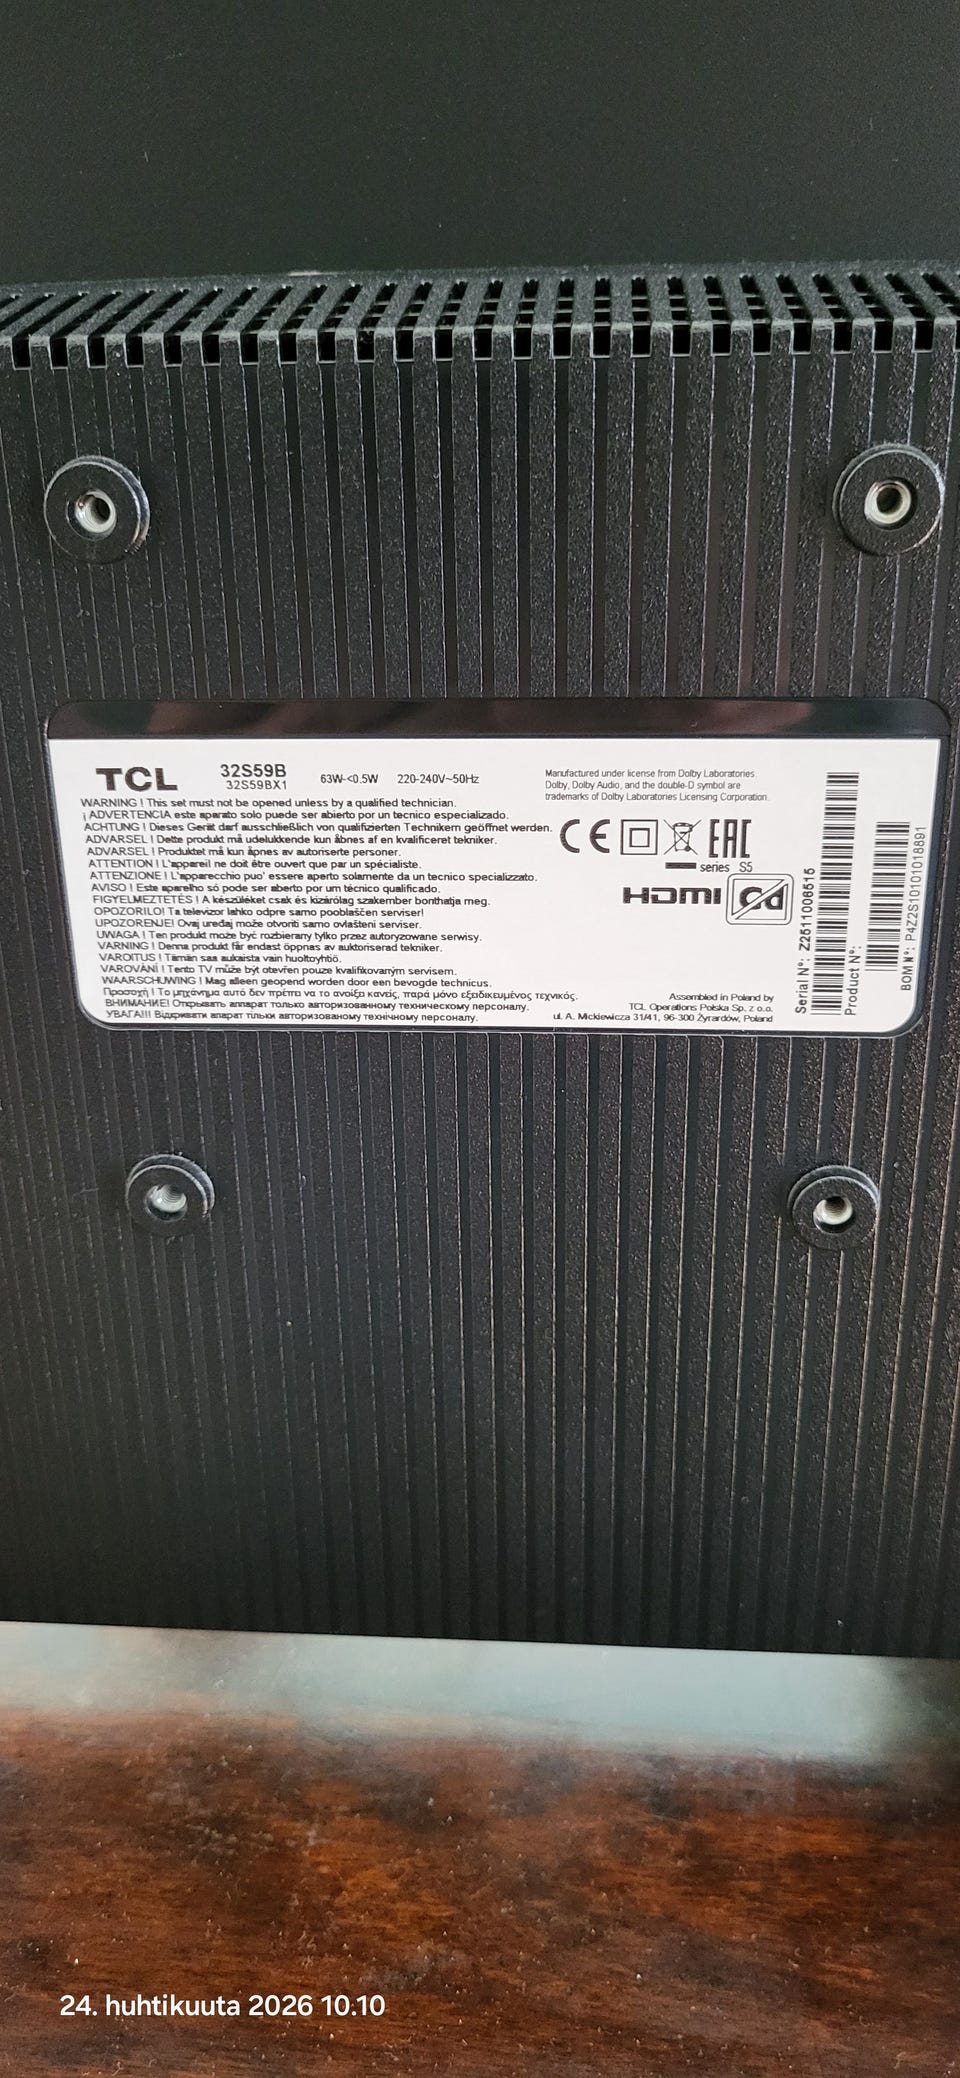 TCL
32S59B
32S59BX1
63W-<0.5W 220-240V~50Hz
Manufactured under license from Dolby Laboratories.
Dolby, Dolby Audio, and the double-D symbol are
trademarks of Dolby Laboratories Licensing Corporation.
WARNING ! This set must not be opened unless by a qualified technician.
¡ ADVERTENCIA este aparato solo puede ser abierto por un tecnico especializado.
ACHTUNG ! Dieses Gerät darf ausschließlich von qualifizierten Technikern geöffnet werden.
ADVARSEL ! Dette produkt må udelukkende kun åbnes af en kvalificeret tekniker.
ADVARSEL ! Produktet må kun åpnes av autoriserte personer.
ATTENTION ! L'appareil ne doit être ouvert que par un spécialiste.
ATTENZIONE ! L'apparecchio puo' essere aperto solamente da un tecnico specializzato.
AVISO ! Este aparelho só pode ser aberto por um técnico qualificado.
FIGYELMEZTETÉS ! A készüléket csak és kizárólag szakember bonthatja meg.
OPOZORILO! Ta televizor lahko odpre samo pooblaščen serviser!
UPOZORENJE! Ovaj uređaj može otvoriti samo ovlašteni serviser.
UWAGA ! Ten produkt może być rozbierany tylko przez autoryzowane serwisy.
VARNING ! Denna produkt får endast öppnas av auktoriserad tekniker.
VAROITUS ! Tämän saa aukaista vain huoltoyhtiö.
VAROVÁNÍ ! Tento TV může být otevřen pouze kvalifikovaným servisem.
WAARSCHUWING ! Mag alleen geopend worden door een bevogde technicus.
Προσοχή ! Το μηχάνημα αυτό δεν πρέπει να το ανοίξει κανείς, παρά μόνο εξειδικευμένος τεχνικός.
ВНИМАНИЕ! Открывать аппарат только авторизованному техническому персоналу.
УВАГА!!! Відкривати апарат тільки авторизованому технічному персоналу.
CE
EAC
series S5
HDMI
Cd
Assembled in Poland by
TCL Operations Polska Sp. z o.o.
ul. A. Mickiewicza 31/41, 96-300 Żyrardów, Poland
Serial N°: Z2511008515
Product N°:
BOM N°: P4Z2S10101018891
24. huhtikuuta 2026 10.10